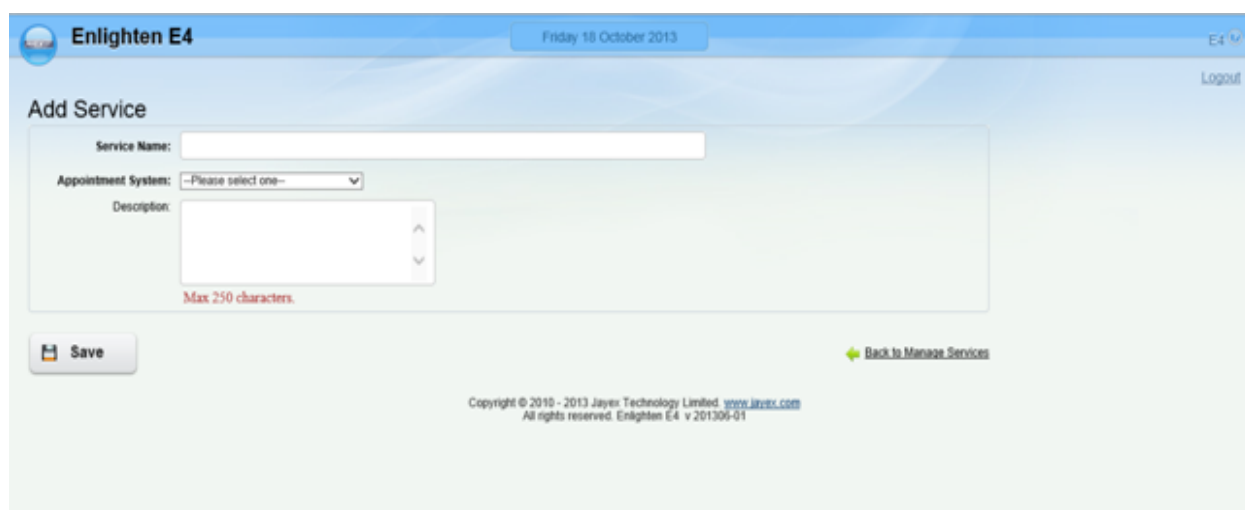 Enlighten E4
Friday 18 October 2013
E4
Logout
Add Service
Service Name:
Appointment System: --Please select one--
Description:
Max 250 characters.
Save
Back to Manage Services
Copyright © 2010 - 2013 Jayex Technology Limited. www.jayex.com
All rights reserved. Enlighten E4 v 201306-01